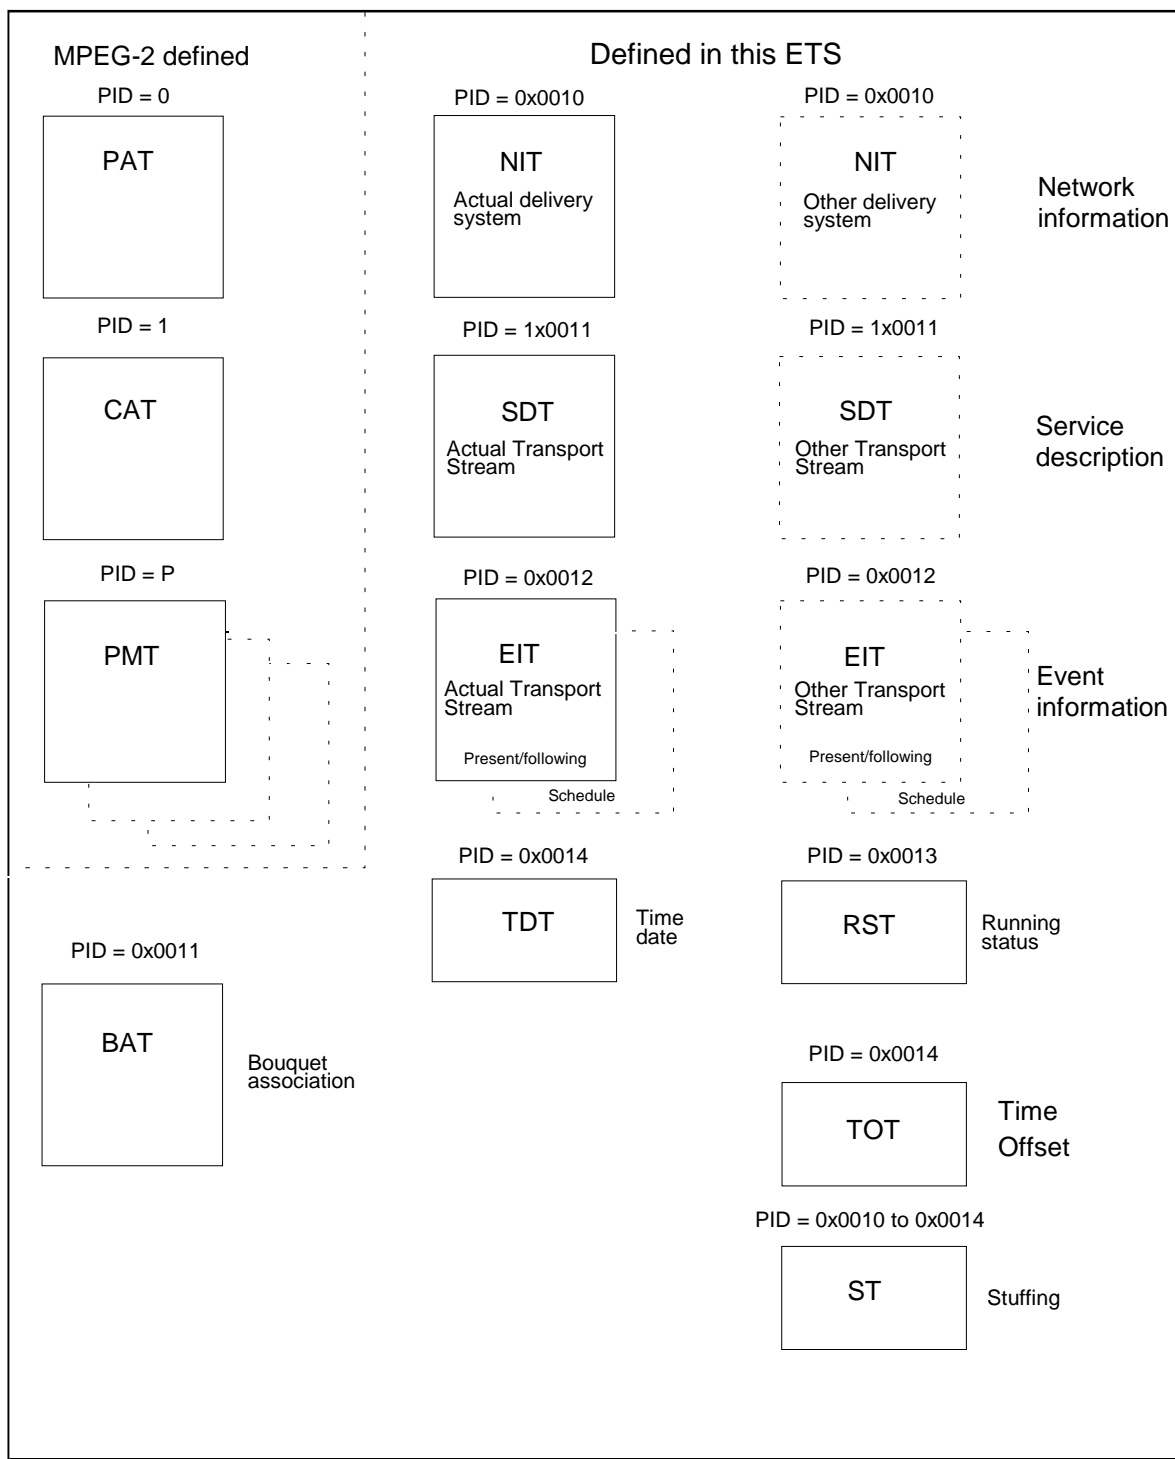 MPEG-2 defined
Defined in this ETS
PID = 0
PID = 0x0010
PID = 0x0010
PAT
NIT
Actual delivery
system
NIT
Other delivery
system
Network
information
PID = 1
PID = 1x0011
PID = 1x0011
CAT
SDT
Actual Transport
Stream
SDT
Other Transport
Stream
Service
description
PID = P
PID = 0x0012
PID = 0x0012
PMT
EIT
Actual Transport
Stream
Present/following
Schedule
EIT
Other Transport
Stream
Present/following
Schedule
Event
information
PID = 0x0014
PID = 0x0013
TDT
Time
date
RST
Running
status
PID = 0x0011
BAT
Bouquet
association
PID = 0x0014
TOT
Time
Offset
PID = 0x0010 to 0x0014
ST
Stuffing